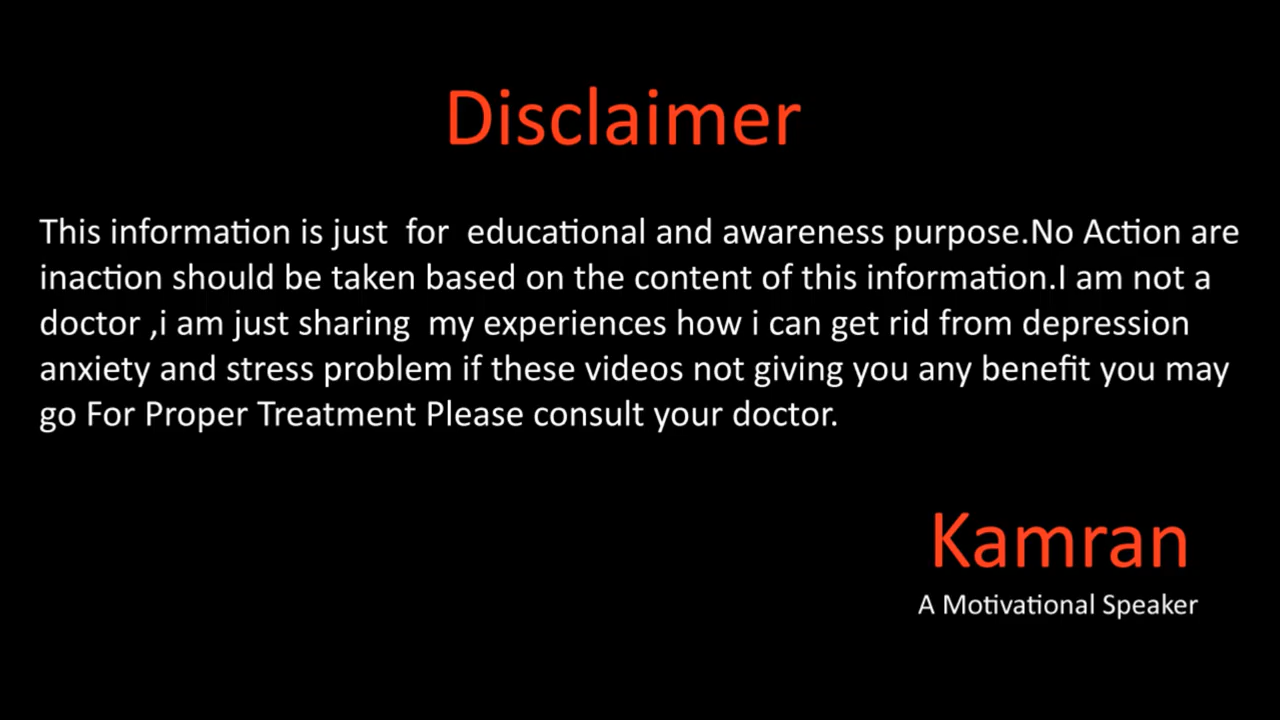 Disclaimer
This information is just  for  educational and awareness purpose.No Action are
inaction should be taken based on the content of this information.I am not a
doctor ,i am just sharing  my experiences how i can get rid from depression
anxiety and stress problem if these videos not giving you any benefit you may
go For Proper Treatment Please consult your doctor.
Kamran
A Motivational Speaker